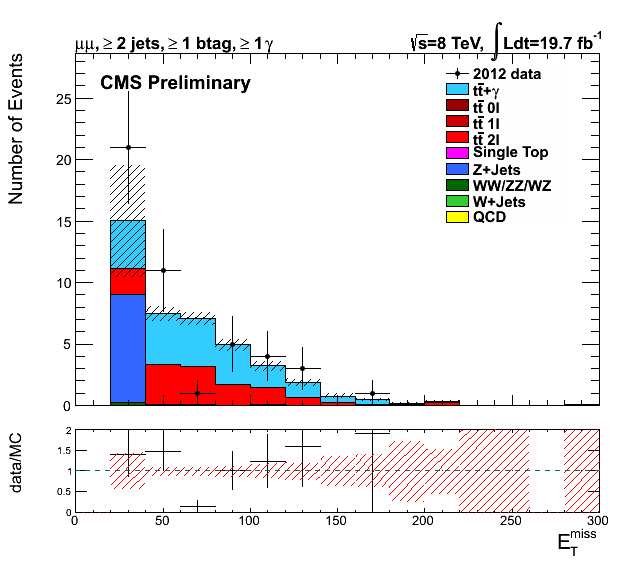 μμ, ≥ 2 jets, ≥ 1 btag, ≥ 1γ
√s=8 TeV, ∫Ldt=19.7 fb⁻¹
CMS Preliminary
2012 data
tt̄+γ
tt̄ 0l
tt̄ 1l
tt̄ 2l
Single Top
Z+Jets
WW/ZZ/WZ
W+Jets
QCD
Number of Events
25
20
15
10
5
0
data/MC
2
1.5
1
0.5
0
0 50 100 150 200 250 300
E_T^miss